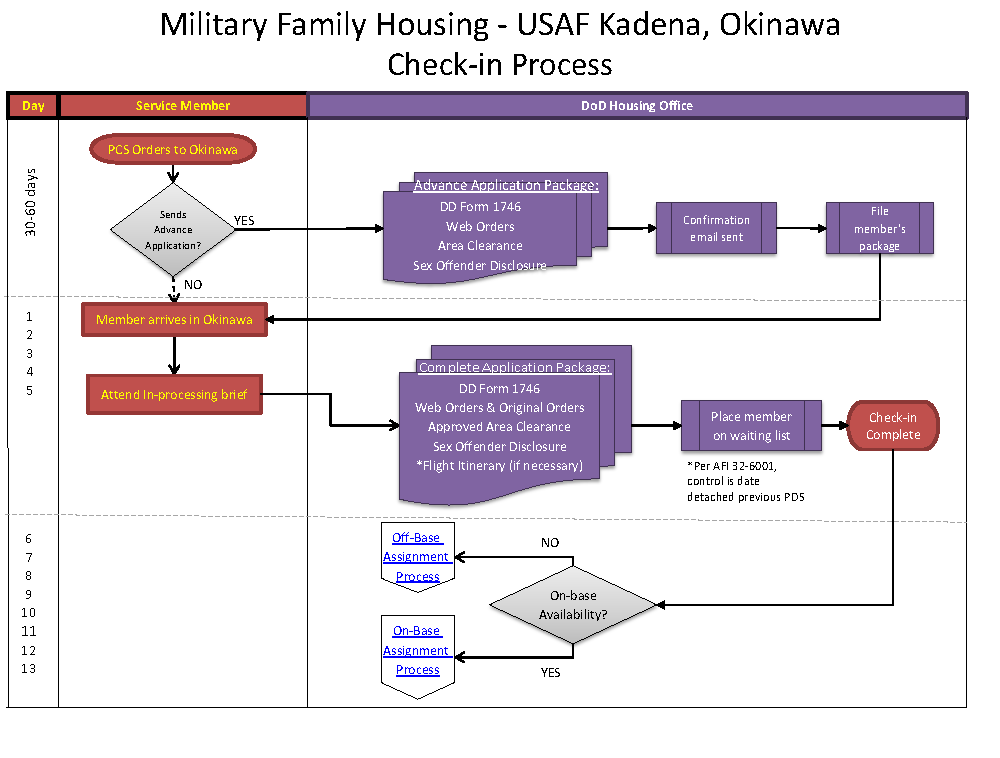 Military Family Housing - USAF Kadena, Okinawa
Check-in Process
Day
Service Member
DoD Housing Office
30-60 days
PCS Orders to Okinawa
Sends
Advance
Application?
YES
NO
Advance Application Package:
DD Form 1746
Web Orders
Area Clearance
Sex Offender Disclosure
Confirmation
email sent
File
member's
package
1
2
3
4
5
Member arrives in Okinawa
Attend In-processing brief
Complete Application Package:
DD Form 1746
Web Orders & Original Orders
Approved Area Clearance
Sex Offender Disclosure
*Flight Itinerary (if necessary)
Place member
on waiting list
*Per AFI 32-6001,
control is date
detached previous PDS
Check-in
Complete
6
7
8
9
10
11
12
13
Off-Base
Assignment
Process
NO
On-base
Availability?
On-Base
Assignment
Process
YES